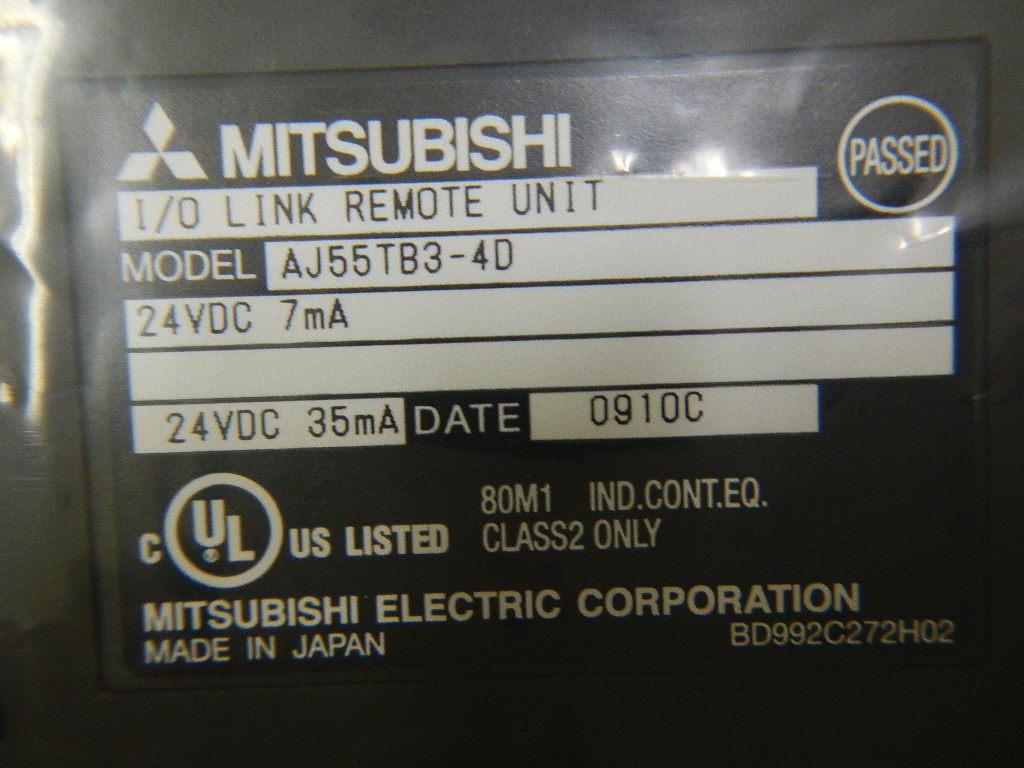 MITSUBISHI
PASSED
I/O LINK REMOTE UNIT
MODEL AJ55TB3-4D
24VDC 7mA
24VDC 35mA DATE 0910C
C UL US LISTED
80M1 IND.CONT.EQ.
CLASS2 ONLY
MITSUBISHI ELECTRIC CORPORATION
MADE IN JAPAN
BD992C272H02